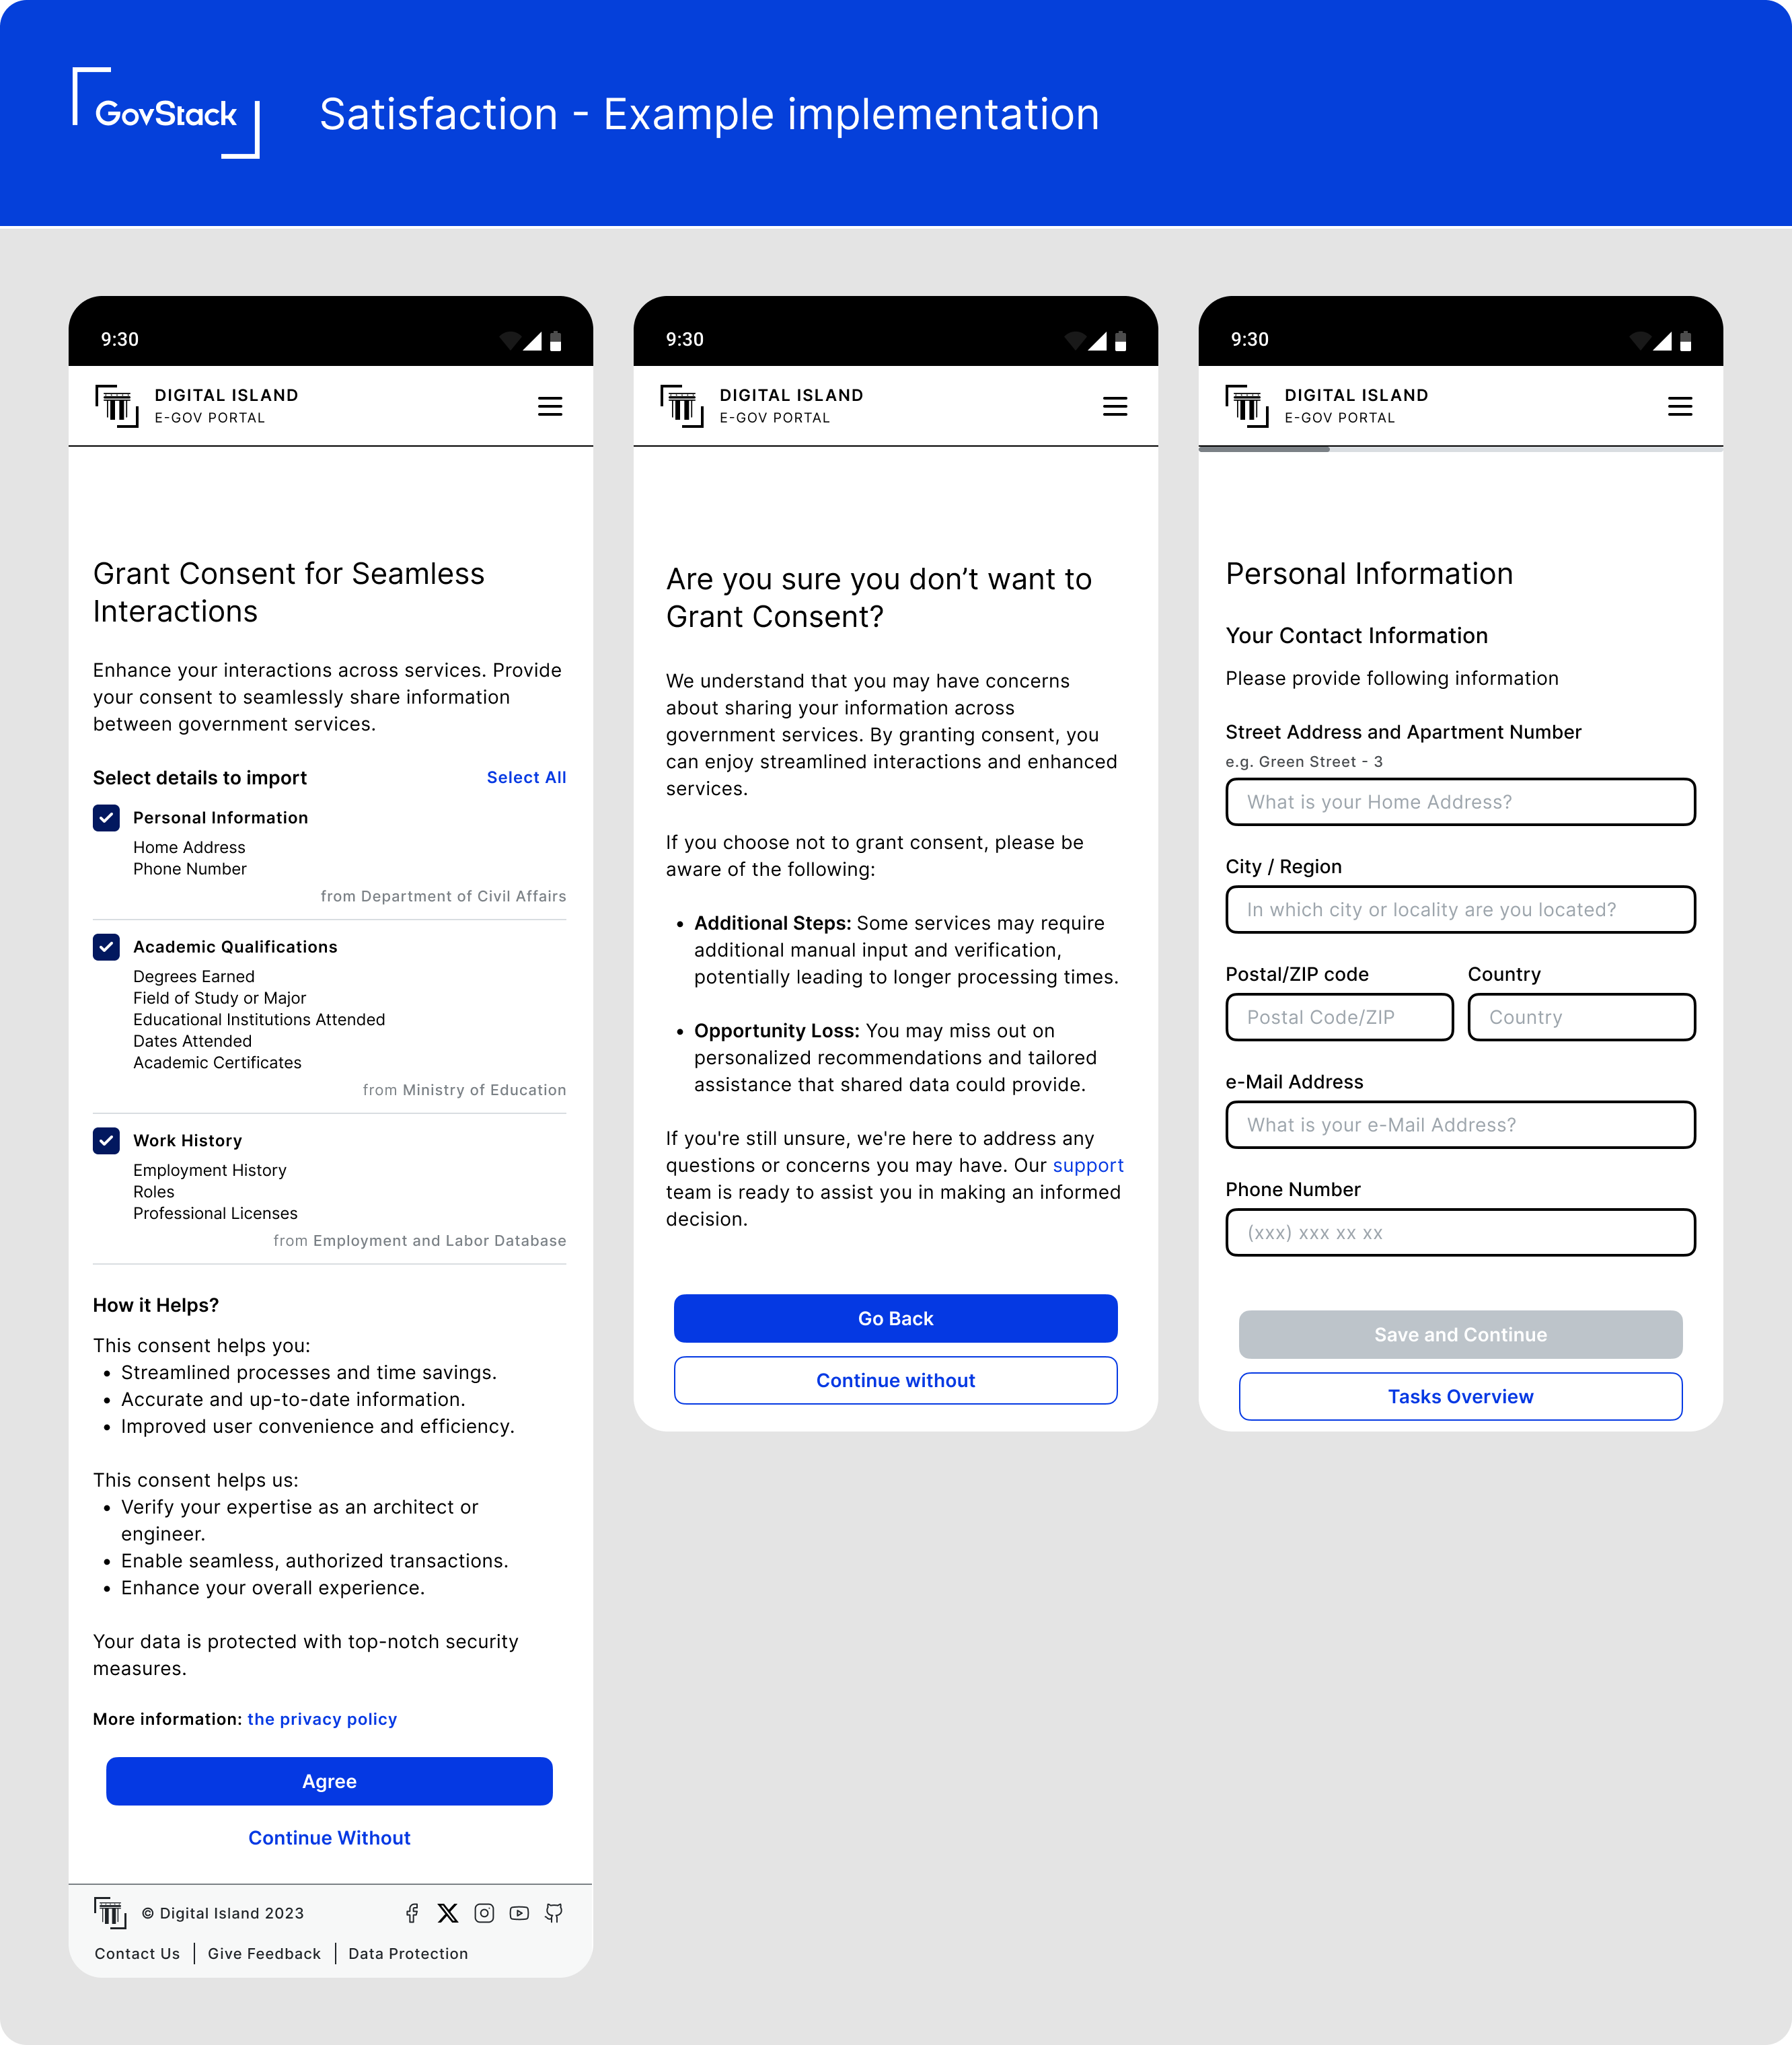 GovStack
Satisfaction - Example implementation
9:30
DIGITAL ISLAND
E-GOV PORTAL
Grant Consent for Seamless
Interactions
Enhance your interactions across services. Provide
your consent to seamlessly share information
between government services.
Select details to import
Select All
Personal Information
Home Address
Phone Number
from Department of Civil Affairs
Academic Qualifications
Degrees Earned
Field of Study or Major
Educational Institutions Attended
Dates Attended
Academic Certificates
from Ministry of Education
Work History
Employment History
Roles
Professional Licenses
from Employment and Labor Database
How it Helps?
This consent helps you:
• Streamlined processes and time savings.
• Accurate and up-to-date information.
• Improved user convenience and efficiency.
This consent helps us:
• Verify your expertise as an architect or
engineer.
• Enable seamless, authorized transactions.
• Enhance your overall experience.
Your data is protected with top-notch security
measures.
More information: the privacy policy
Agree
Continue Without
© Digital Island 2023
Contact Us | Give Feedback | Data Protection
9:30
DIGITAL ISLAND
E-GOV PORTAL
Are you sure you don’t want to
Grant Consent?
We understand that you may have concerns
about sharing your information across
government services. By granting consent, you
can enjoy streamlined interactions and enhanced
services.
If you choose not to grant consent, please be
aware of the following:
• Additional Steps: Some services may require
additional manual input and verification,
potentially leading to longer processing times.
• Opportunity Loss: You may miss out on
personalized recommendations and tailored
assistance that shared data could provide.
If you're still unsure, we're here to address any
questions or concerns you may have. Our support
team is ready to assist you in making an informed
decision.
Go Back
Continue without
9:30
DIGITAL ISLAND
E-GOV PORTAL
Personal Information
Your Contact Information
Please provide following information
Street Address and Apartment Number
e.g. Green Street - 3
What is your Home Address?
City / Region
In which city or locality are you located?
Postal/ZIP code
Country
Postal Code/ZIP
Country
e-Mail Address
What is your e-Mail Address?
Phone Number
(xxx) xxx xx xx
Save and Continue
Tasks Overview